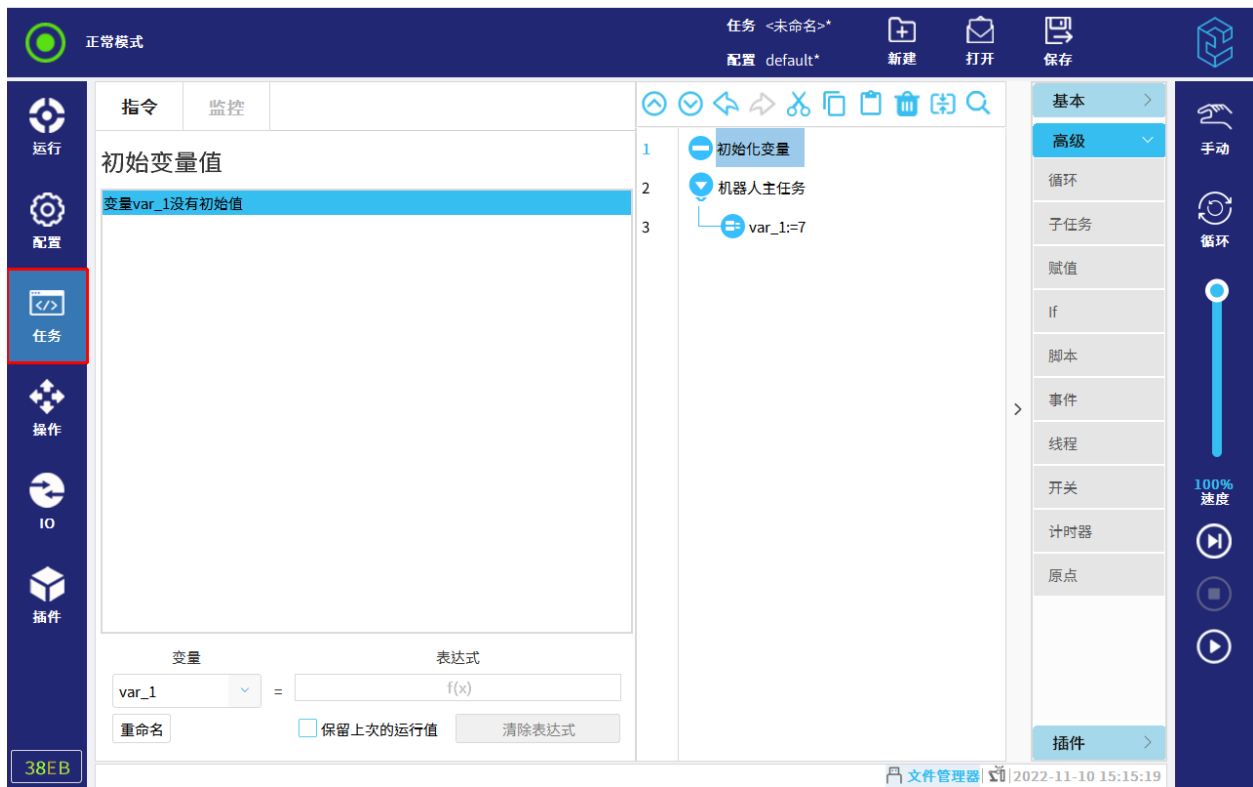 正常模式
任务 <未命名>*
配置 default*
新建
打开
保存
运行
配置
任务
操作
IO
插件
38EB
指令 监控
初始变量值
变量var_1没有初始值
变量 表达式
var_1 = f(x)
重命名 保留上次的运行值 清除表达式
1 初始化变量
2 机器人主任务
3 var_1:=7
基本
高级
循环
子任务
赋值
If
脚本
事件
线程
开关
计时器
原点
插件
手动
循环
100%
速度
文件管理器 2022-11-10 15:15:19